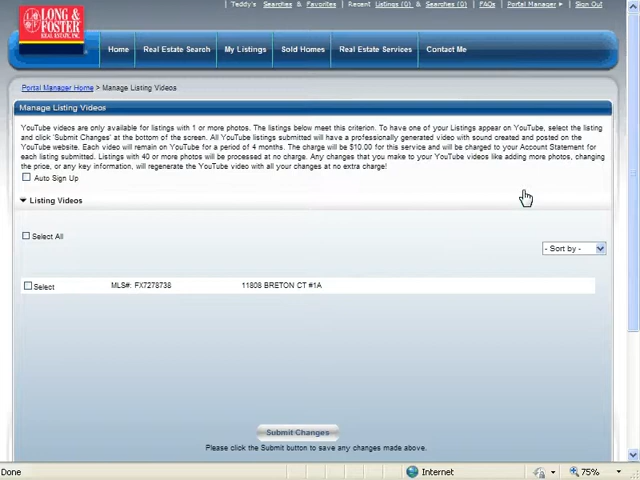 Teddy's Searches & Favorites | Recent Listings (0) & Searches (0) | FAQs | Portal Manager | Sign Out
LONG &
FOSTER
REAL ESTATE, INC.
Home
Real Estate Search
My Listings
Sold Homes
Real Estate Services
Contact Me
Portal Manager Home > Manage Listing Videos
Manage Listing Videos
YouTube videos are only available for listings with 1 or more photos. The listings below meet this criterion. To have one of your Listings appear on YouTube, select the listing
and click 'Submit Changes' at the bottom of the screen. All YouTube listings submitted will have a professionally generated video with sound created and posted on the
YouTube website. Each video will remain on YouTube for a period of 4 months. The charge will be $10.00 for this service and will be charged to your Account Statement for
each listing submitted. Listings with 40 or more photos will be processed at no charge. Any changes that you make to your YouTube videos like adding more photos, changing
the price, or any key information, will regenerate the YouTube video with all your changes at no extra charge!
Auto Sign Up
Listing Videos
Select All
- Sort by -
Select MLS#: FX7278738 11808 BRETON CT #1A
Submit Changes
Please click the Submit button to save any changes made above.
Done Internet 75%